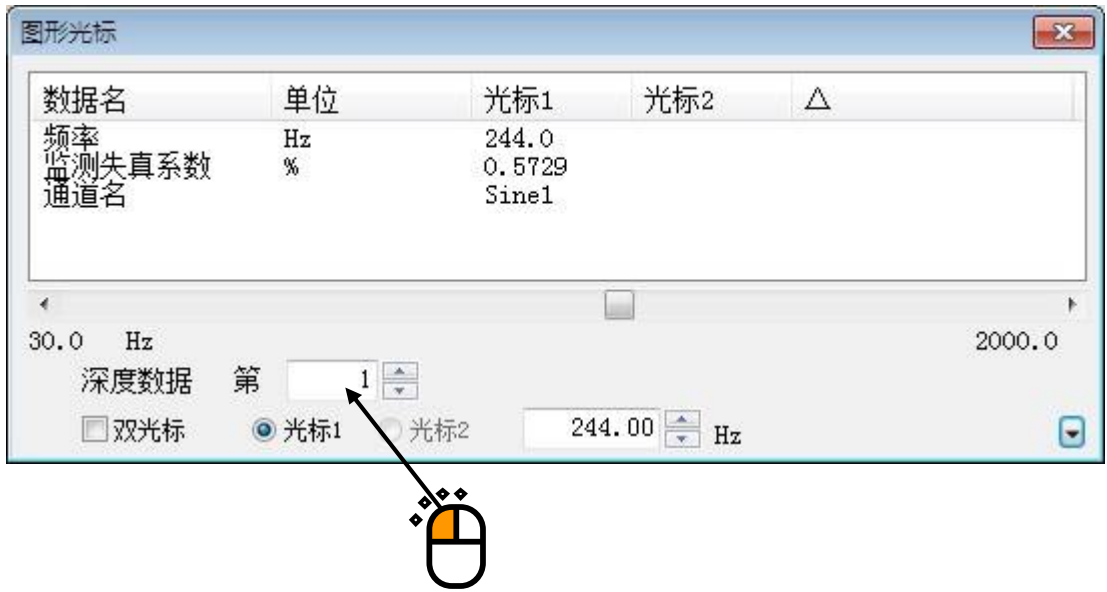 图形光标
数据名 单位 光标1 光标2 △
频率 Hz 244.0
监测失真系数 % 0.5729
通道名 Sine1
30.0 Hz 2000.0
深度数据 第 1
双光标 光标1 光标2 244.00 Hz